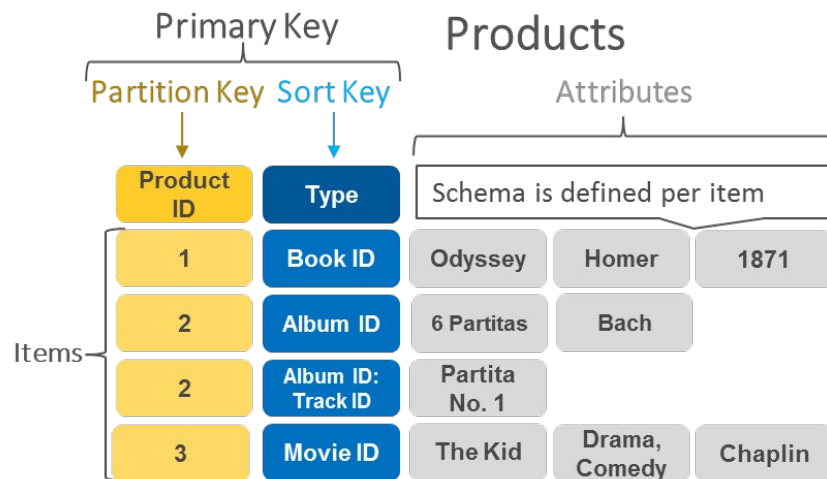 Primary Key
Products
Partition Key
Sort Key
Attributes
Product
ID
Type
Schema is defined per item
1
Book ID
Odyssey
Homer
1871
2
Album ID
6 Partitas
Bach
Items
2
Album ID:
Track ID
Partita
No. 1
3
Movie ID
The Kid
Drama,
Comedy
Chaplin